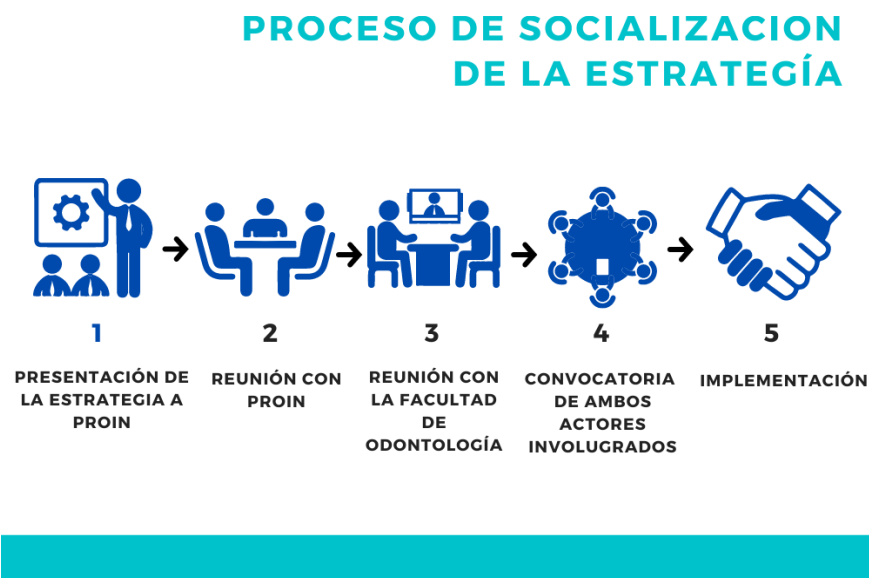 PROCESO DE SOCIALIZACION
DE LA ESTRATEGÍA
1
PRESENTACIÓN DE
LA ESTRATEGIA A
PROIN
2
REUNIÓN CON
PROIN
3
REUNIÓN CON
LA FACULTAD
DE
ODONTOLOGÍA
4
CONVOCATORIA
DE AMBOS
ACTORES
INVOLUGRADOS
5
IMPLEMENTACIÓN